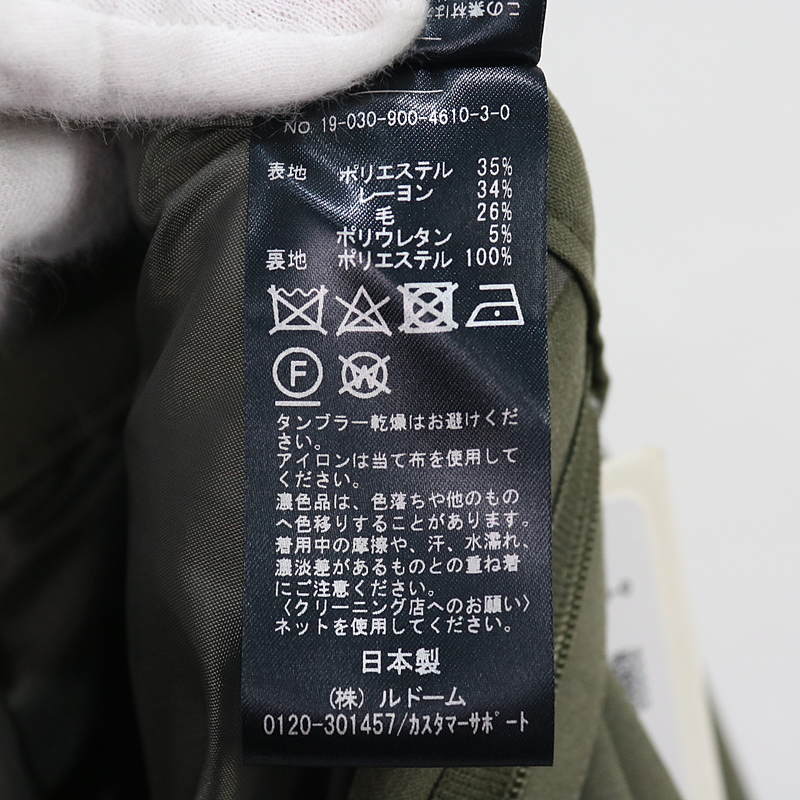 この素材は
NO. 19-030-900-4610-3-0
表地 ポリエステル 35%
レーヨン 34%
毛 26%
ポリウレタン 5%
裏地 ポリエステル 100%
F W
タンブラー乾燥はお避けくだ
さい。
アイロンは当て布を使用して
ください。
濃色品は、色落ちや他のもの
へ色移りすることがあります。
着用中の摩擦や、汗、水濡れ、
濃淡差があるものとの重ね着
にご注意ください。
〈クリーニング店へのお願い〉
ネットを使用してください。
日本製
(株) ルドーム
0120-301457/カスタマーサポート